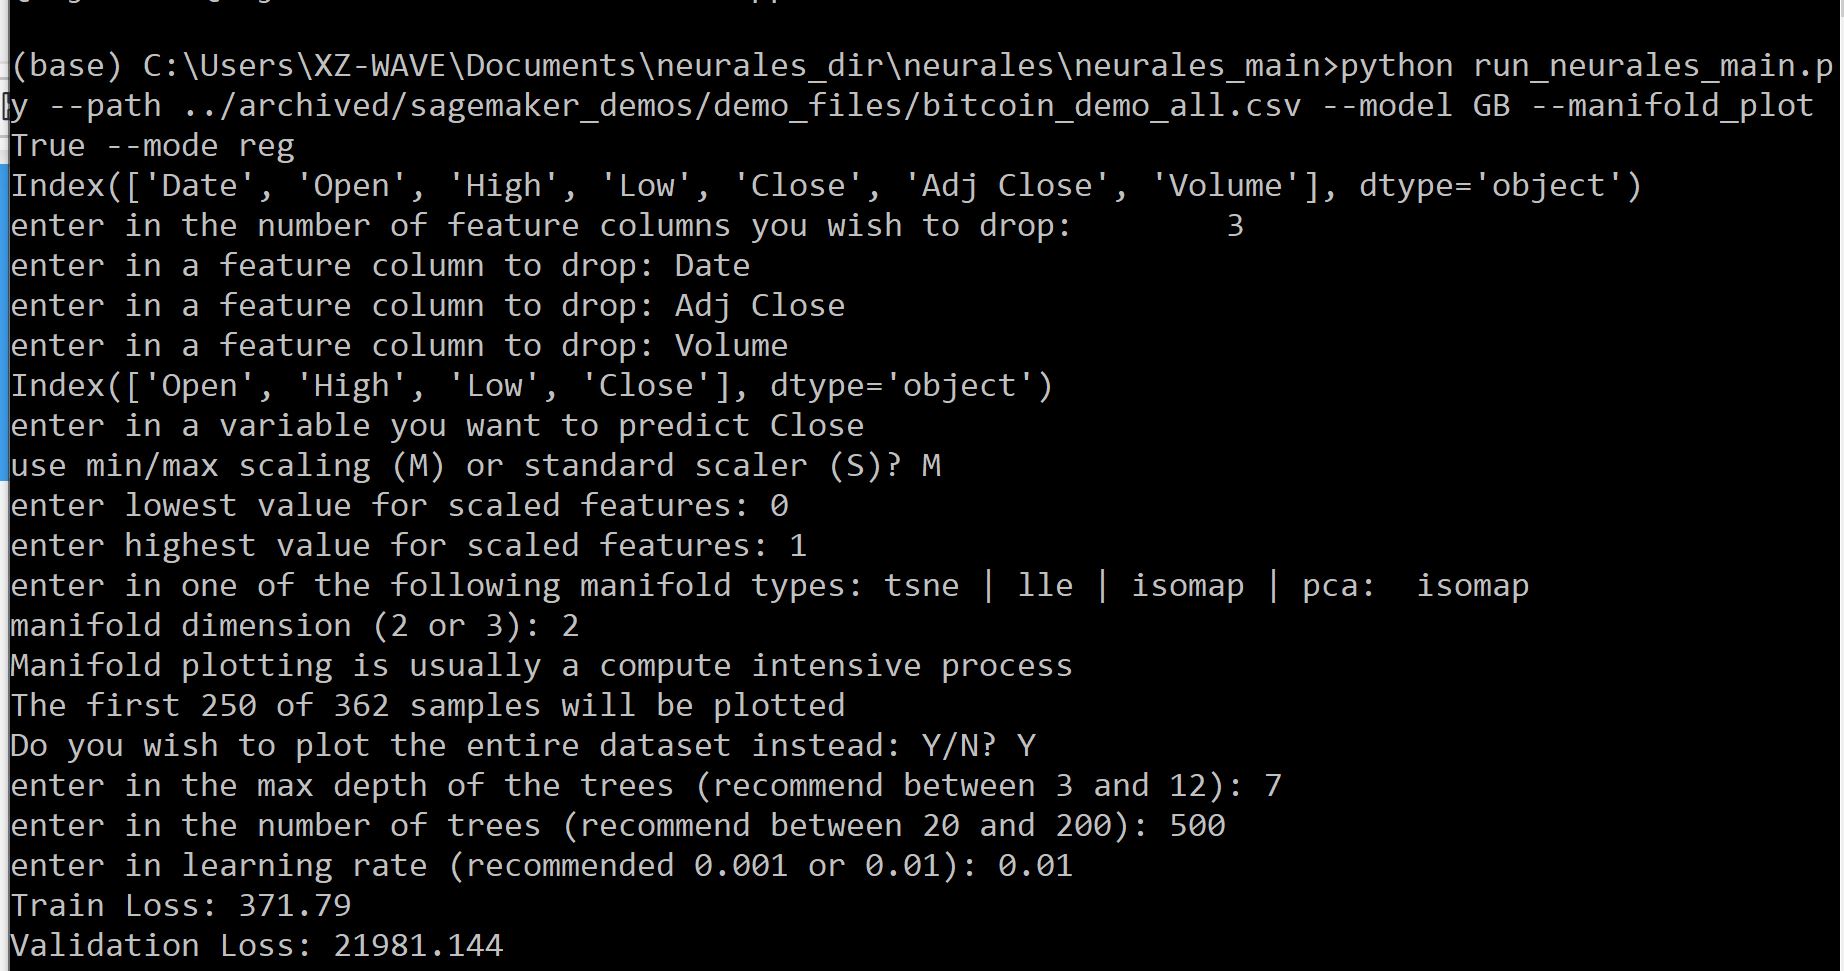 (base) C:\Users\XZ-WAVE\Documents\neurales_dir\neurales\neurales_main>python run_neurales_main.p
y --path ../archived/sagemaker_demos/demo_files/bitcoin_demo_all.csv --model GB --manifold_plot
True --mode reg
Index(['Date', 'Open', 'High', 'Low', 'Close', 'Adj Close', 'Volume'], dtype='object')
enter in the number of feature columns you wish to drop:        3
enter in a feature column to drop: Date
enter in a feature column to drop: Adj Close
enter in a feature column to drop: Volume
Index(['Open', 'High', 'Low', 'Close'], dtype='object')
enter in a variable you want to predict Close
use min/max scaling (M) or standard scaler (S)? M
enter lowest value for scaled features: 0
enter highest value for scaled features: 1
enter in one of the following manifold types: tsne | lle | isomap | pca:  isomap
manifold dimension (2 or 3): 2
Manifold plotting is usually a compute intensive process
The first 250 of 362 samples will be plotted
Do you wish to plot the entire dataset instead: Y/N? Y
enter in the max depth of the trees (recommend between 3 and 12): 7
enter in the number of trees (recommend between 20 and 200): 500
enter in learning rate (recommended 0.001 or 0.01): 0.01
Train Loss: 371.79
Validation Loss: 21981.144